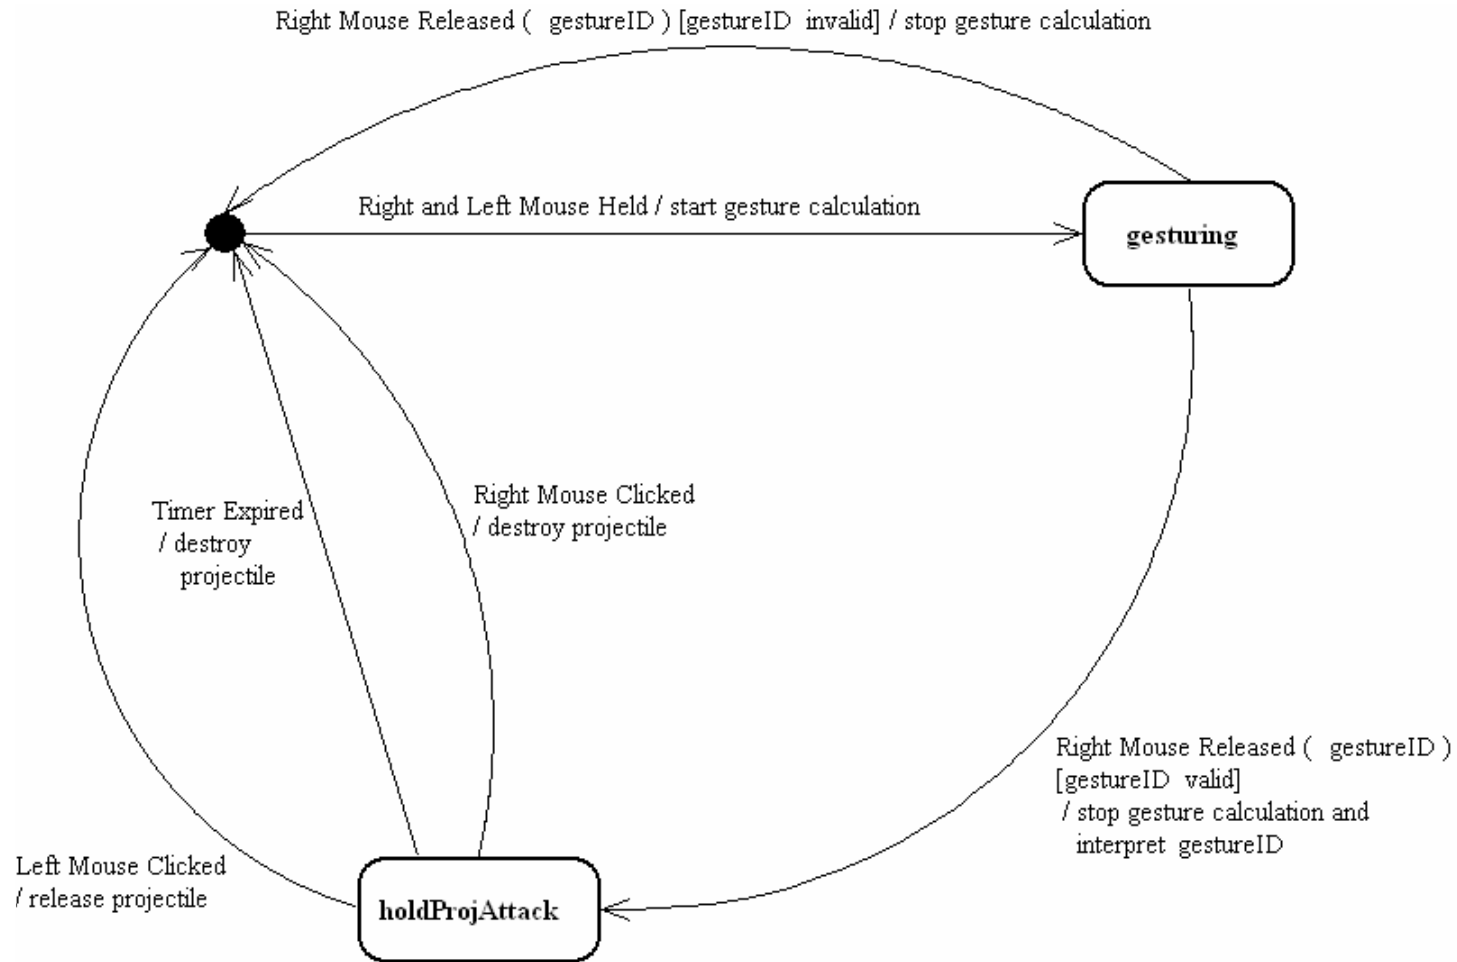 Right Mouse Released ( gestureID ) [gestureID invalid] / stop gesture calculation
Right and Left Mouse Held / start gesture calculation
gesturing
Right Mouse Clicked
/ destroy projectile
Timer Expired
/ destroy
projectile
Right Mouse Released ( gestureID )
[gestureID valid]
/ stop gesture calculation and
interpret gestureID
Left Mouse Clicked
/ release projectile
holdProjAttack